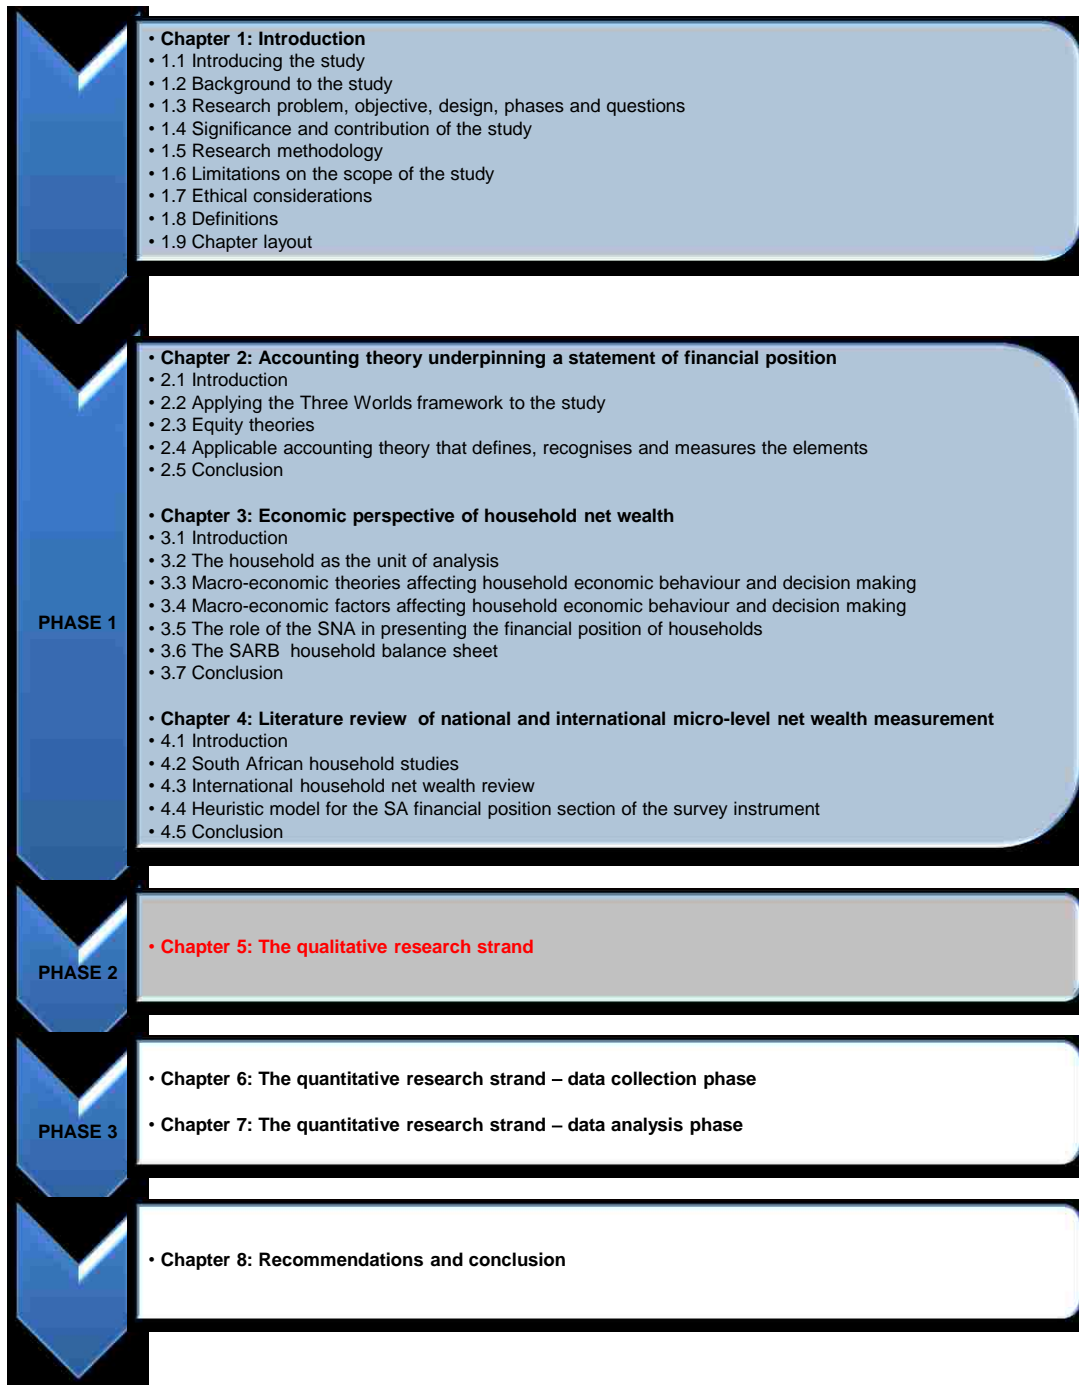 • Chapter 1: Introduction
• 1.1 Introducing the study
• 1.2 Background to the study
• 1.3 Research problem, objective, design, phases and questions
• 1.4 Significance and contribution of the study
• 1.5 Research methodology
• 1.6 Limitations on the scope of the study
• 1.7 Ethical considerations
• 1.8 Definitions
• 1.9 Chapter layout
PHASE 1
• Chapter 2: Accounting theory underpinning a statement of financial position
• 2.1 Introduction
• 2.2 Applying the Three Worlds framework to the study
• 2.3 Equity theories
• 2.4 Applicable accounting theory that defines, recognises and measures the elements
• 2.5 Conclusion
• Chapter 3: Economic perspective of household net wealth
• 3.1 Introduction
• 3.2 The household as the unit of analysis
• 3.3 Macro-economic theories affecting household economic behaviour and decision making
• 3.4 Macro-economic factors affecting household economic behaviour and decision making
• 3.5 The role of the SNA in presenting the financial position of households
• 3.6 The SARB household balance sheet
• 3.7 Conclusion
• Chapter 4: Literature review of national and international micro-level net wealth measurement
• 4.1 Introduction
• 4.2 South African household studies
• 4.3 International household net wealth review
• 4.4 Heuristic model for the SA financial position section of the survey instrument
• 4.5 Conclusion
PHASE 2
• Chapter 5: The qualitative research strand
PHASE 3
• Chapter 6: The quantitative research strand – data collection phase
• Chapter 7: The quantitative research strand – data analysis phase
• Chapter 8: Recommendations and conclusion